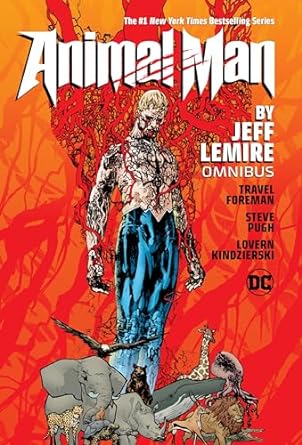 The #1 New York Times Bestselling Series
ANIMAL MAN
BY
JEFF
LEMIRE
OMNIBUS
TRAVEL
FOREMAN
STEVE
PUGH
LOVERN
KINDZIERSKI
DC